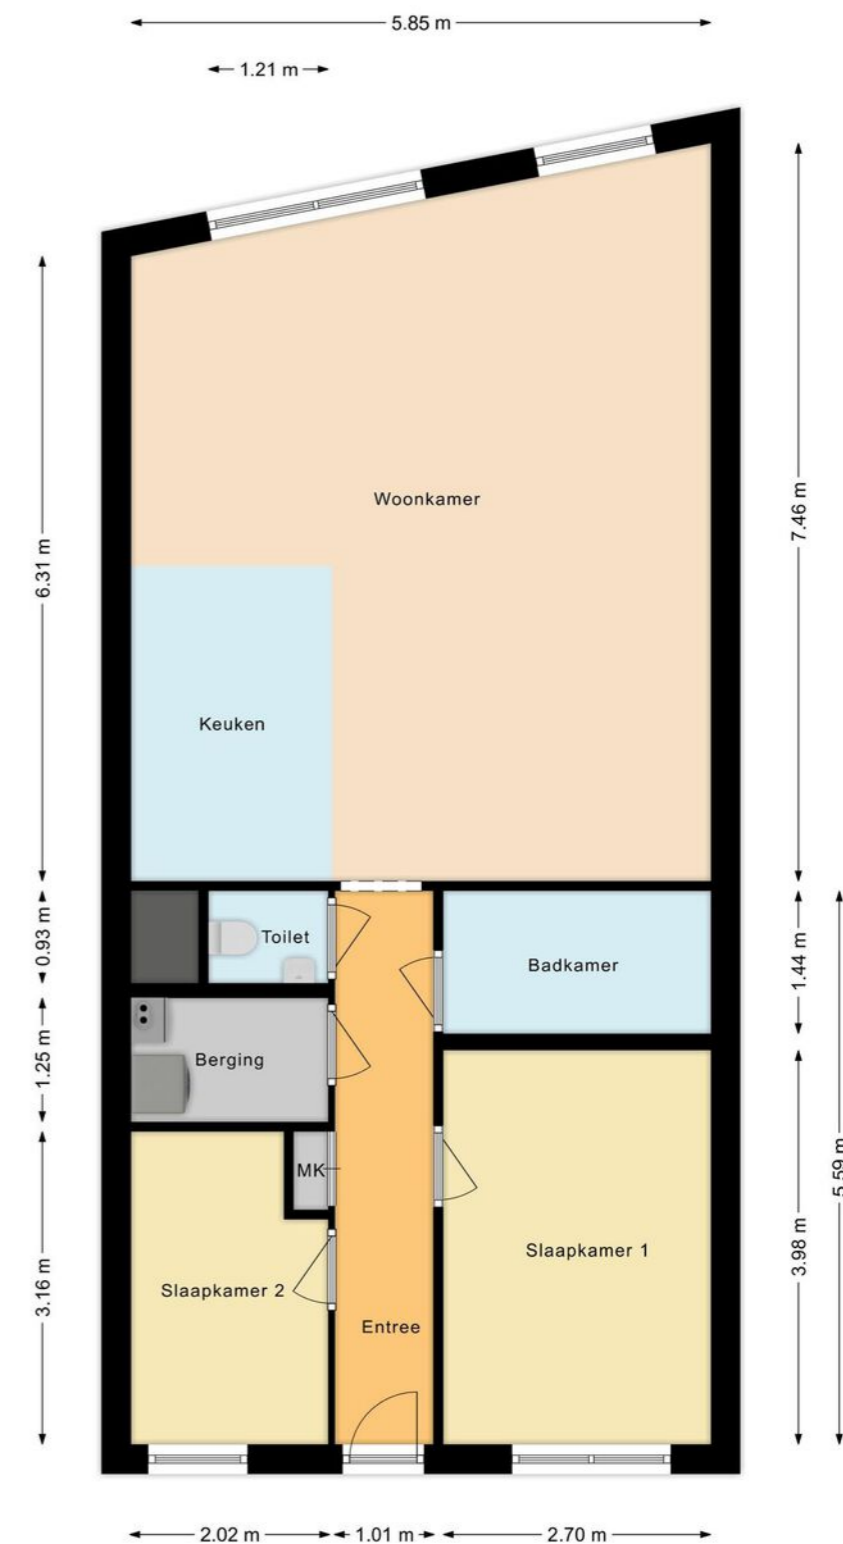 5.85 m
1.21 m
Woonkamer
7.46 m
6.31 m
Keuken
0.93 m
Toilet
Badkamer
1.44 m
1.25 m
Berging
5.59 m
MK
3.98 m
Slaapkamer 1
3.16 m
Slaapkamer 2
Entree
2.02 m
1.01 m
2.70 m